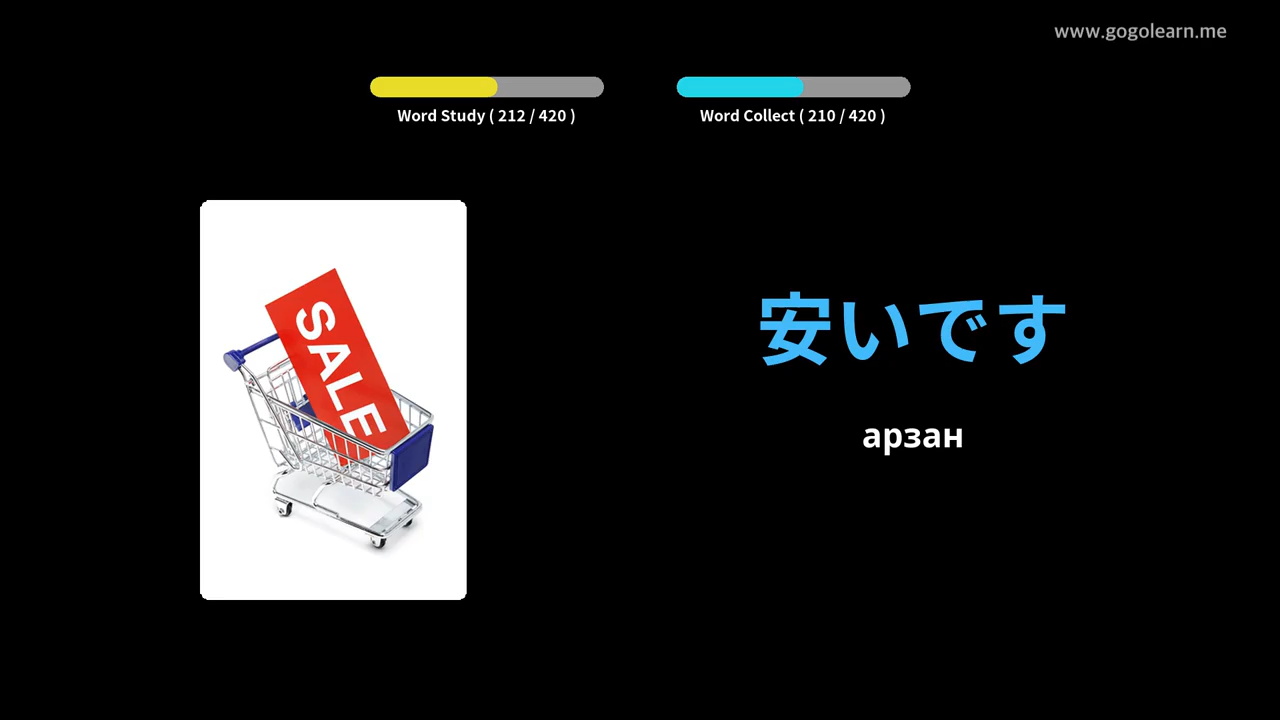 www.gogolearn.me
Word Study ( 212 / 420 )
Word Collect ( 210 / 420 )
SALE
安いです
арзан